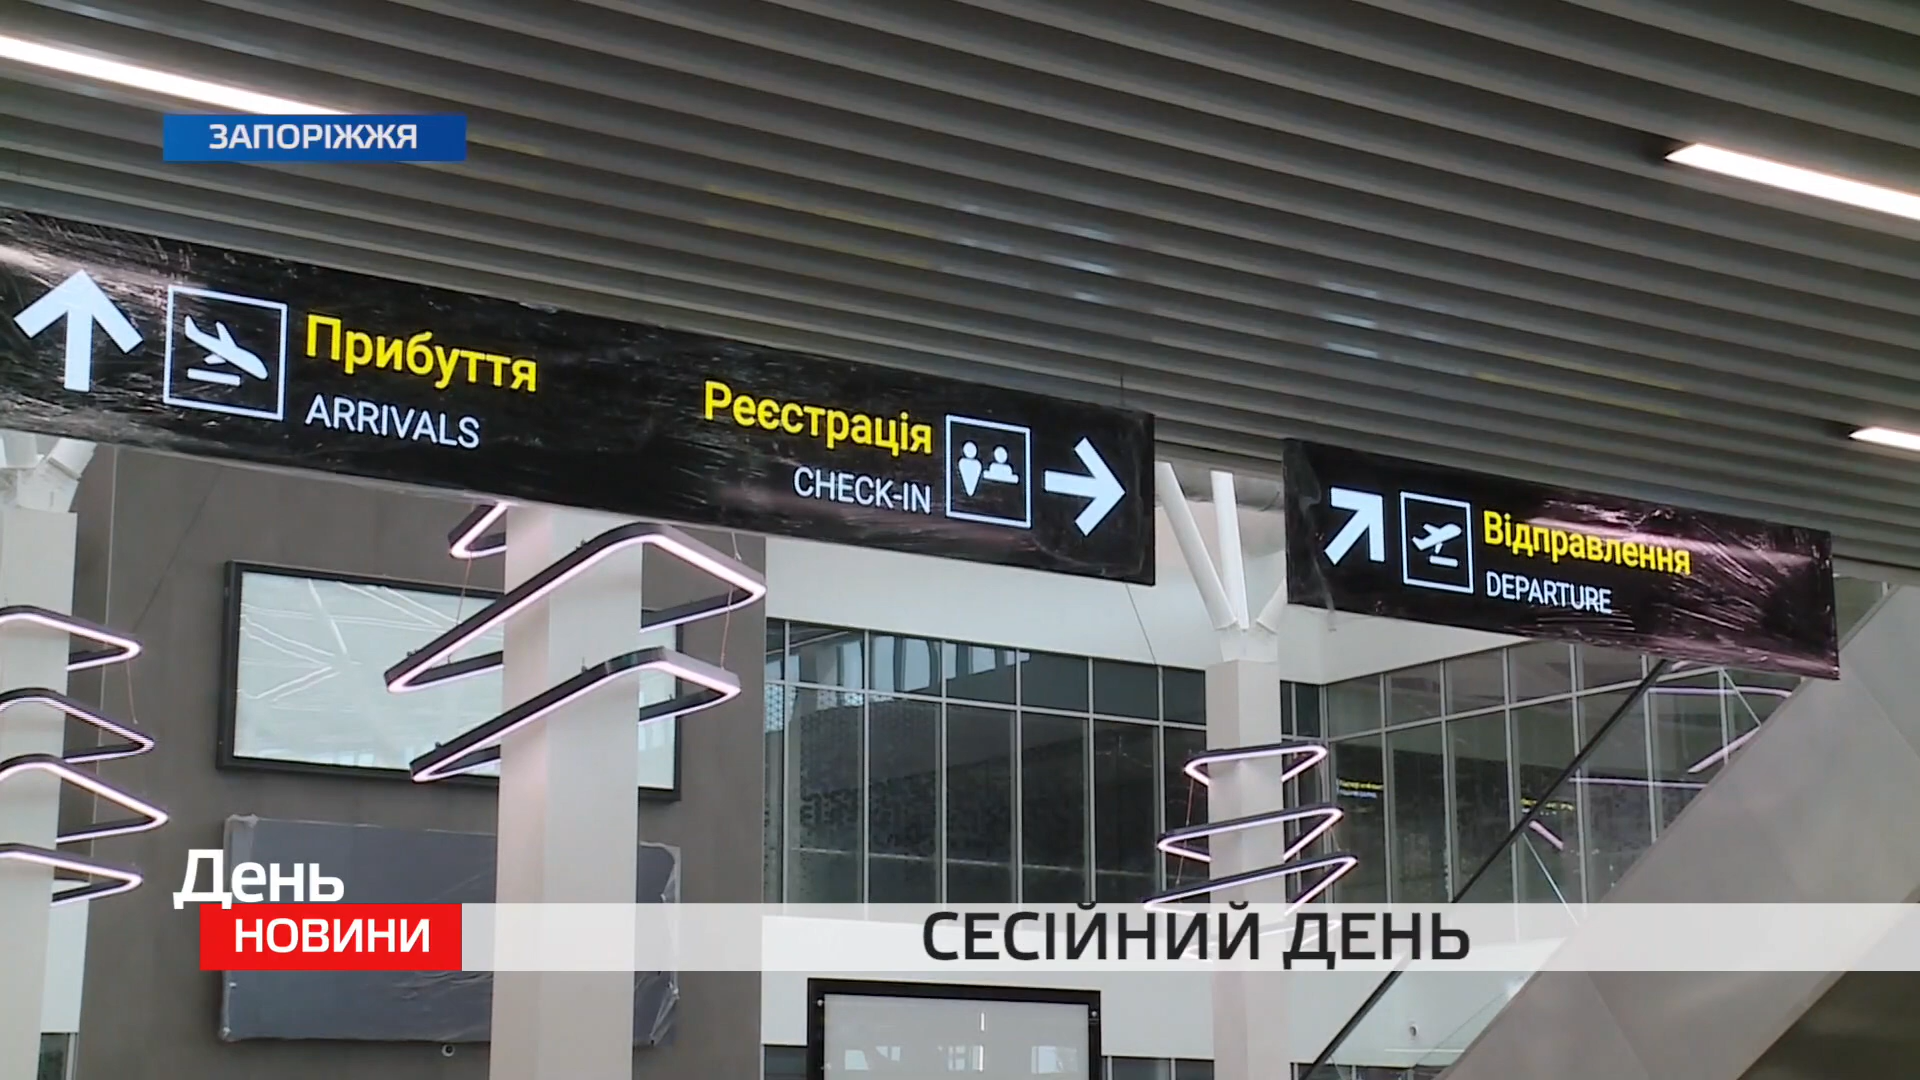 ЗАПОРІЖЖЯ
Прибуття
ARRIVALS
Реєстрація
CHECK-IN
Відправлення
DEPARTURE
День
НОВИНИ
СЕСІЙНИЙ ДЕНЬ